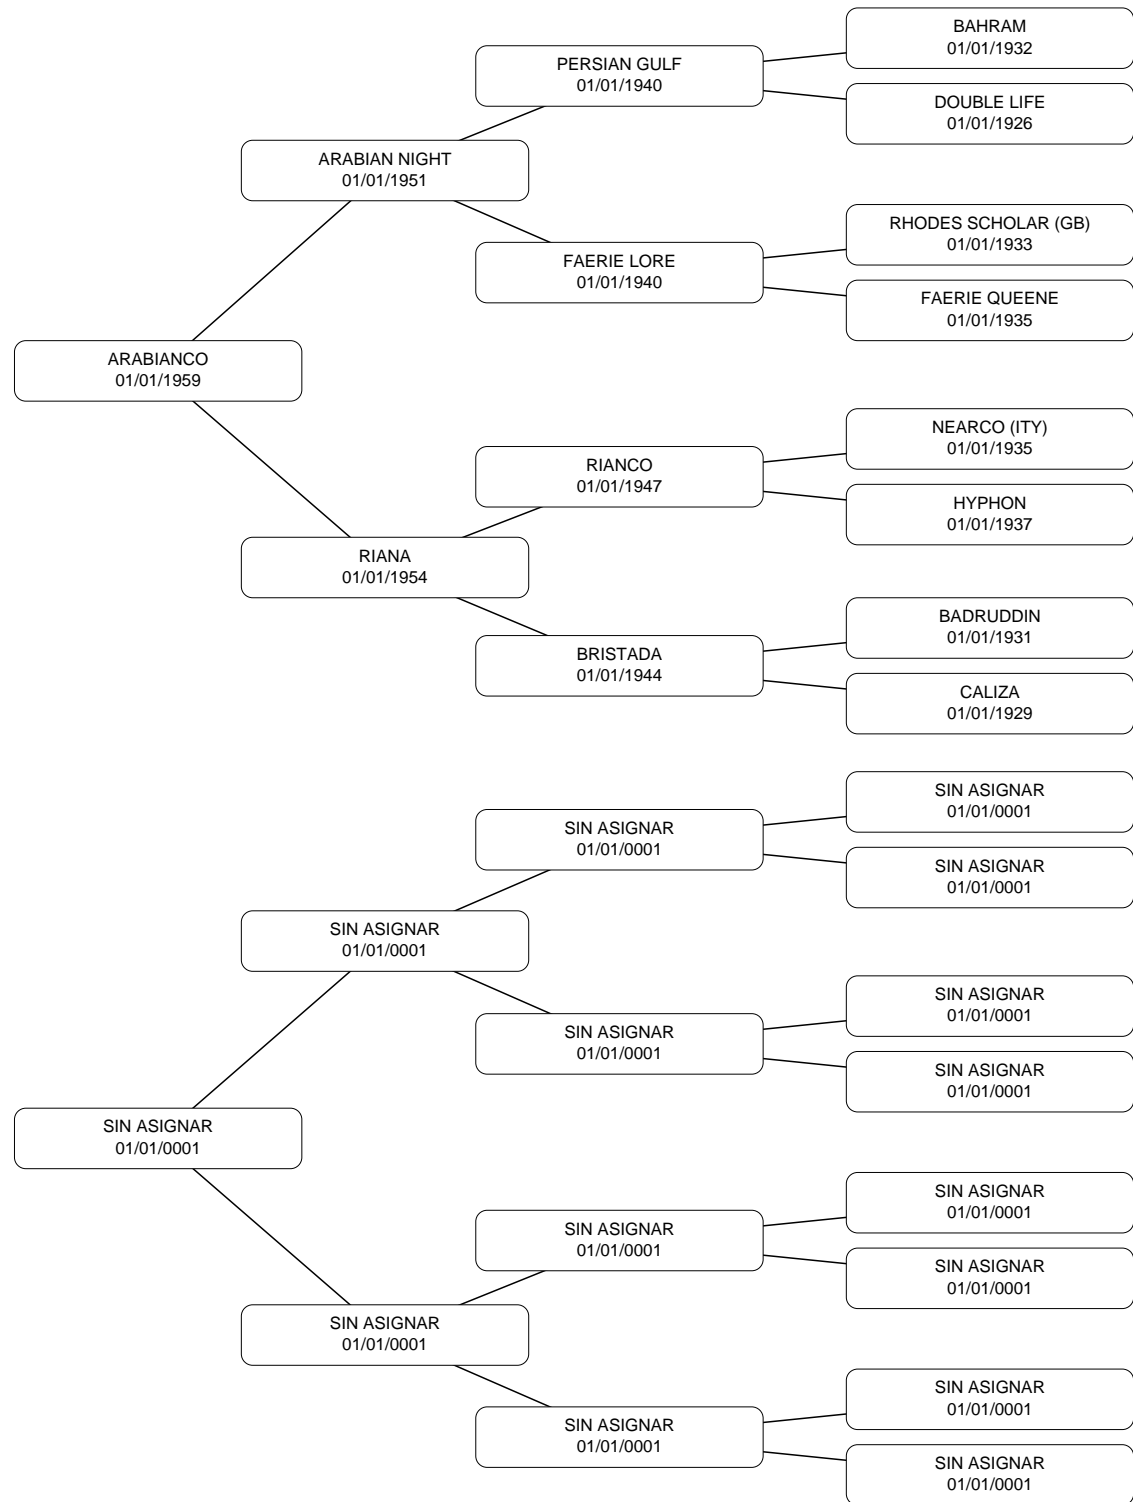 BAHRAM
01/01/1932
PERSIAN GULF
01/01/1940
DOUBLE LIFE
01/01/1926
ARABIAN NIGHT
01/01/1951
RHODES SCHOLAR (GB)
01/01/1933
FAERIE LORE
01/01/1940
FAERIE QUEENE
01/01/1935
ARABIANCO
01/01/1959
NEARCO (ITY)
01/01/1935
RIANCO
01/01/1947
HYPHON
01/01/1937
RIANA
01/01/1954
BADRUDDIN
01/01/1931
BRISTADA
01/01/1944
CALIZA
01/01/1929
SIN ASIGNAR
01/01/0001
SIN ASIGNAR
01/01/0001
SIN ASIGNAR
01/01/0001
SIN ASIGNAR
01/01/0001
SIN ASIGNAR
01/01/0001
SIN ASIGNAR
01/01/0001
SIN ASIGNAR
01/01/0001
SIN ASIGNAR
01/01/0001
SIN ASIGNAR
01/01/0001
SIN ASIGNAR
01/01/0001
SIN ASIGNAR
01/01/0001
SIN ASIGNAR
01/01/0001
SIN ASIGNAR
01/01/0001
SIN ASIGNAR
01/01/0001
SIN ASIGNAR
01/01/0001